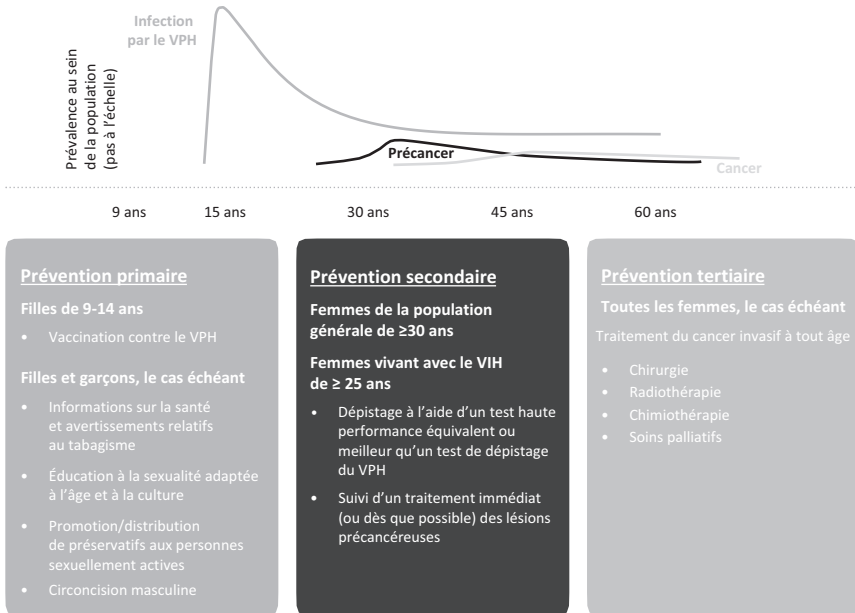 Infection
par le VPH
Prévalence au sein
de la population
(pas à l'échelle)
Précancer
Cancer
9 ans
15 ans
30 ans
45 ans
60 ans
Prévention primaire
Filles de 9-14 ans
• Vaccination contre le VPH
Filles et garçons, le cas échéant
• Informations sur la santé
et avertissements relatifs
au tabagisme
• Éducation à la sexualité adaptée
à l'âge et à la culture
• Promotion/distribution
de préservatifs aux personnes
sexuellement actives
• Circoncision masculine
Prévention secondaire
Femmes de la population
générale de ≥30 ans
Femmes vivant avec le VIH
de ≥ 25 ans
• Dépistage à l'aide d'un test haute
performance équivalent ou
meilleur qu'un test de dépistage
du VPH
• Suivi d'un traitement immédiat
(ou dès que possible) des lésions
précancéreuses
Prévention tertiaire
Toutes les femmes, le cas échéant
Traitement du cancer invasif à tout âge
• Chirurgie
• Radiothérapie
• Chimiothérapie
• Soins palliatifs